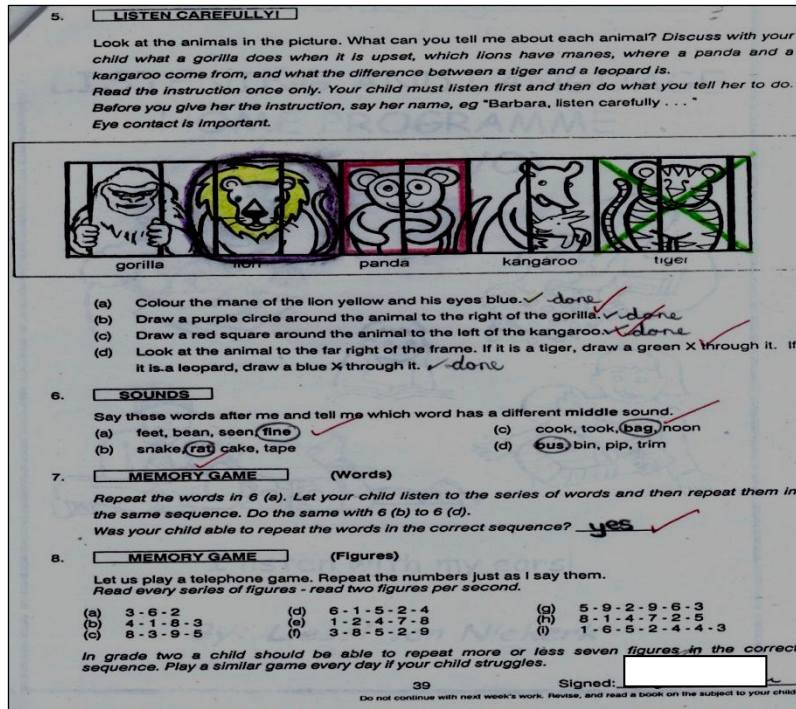 5. LISTEN CAREFULLY!
Look at the animals in the picture. What can you tell me about each animal? Discuss with your
child what a gorilla does when it is upset, which lions have manes, where a panda and a
kangaroo come from, and what the difference between a tiger and a leopard is.
Read the instruction once only. Your child must listen first and then do what you tell her to do.
Before you give her the instruction, say her name, eg "Barbara, listen carefully . . ."
Eye contact is important.
gorilla lion panda kangaroo tiger
(a) Colour the mane of the lion yellow and his eyes blue. ✓ -done
(b) Draw a purple circle around the animal to the right of the gorilla. ✓ -done
(c) Draw a red square around the animal to the left of the kangaroo. ✓ done
(d) Look at the animal to the far right of the frame. If it is a tiger, draw a green X through it. If
it is a leopard, draw a blue X through it. ✓ -done
6. SOUNDS
Say these words after me and tell me which word has a different middle sound.
(a) feet, bean, seen, fine (c) cook, took, bag, noon
(b) snake, rat, cake, tape (d) bus, bin, pip, trim
7. MEMORY GAME (Words)
Repeat the words in 6 (a). Let your child listen to the series of words and then repeat them in
the same sequence. Do the same with 6 (b) to 6 (d).
Was your child able to repeat the words in the correct sequence? yes
8. MEMORY GAME (Figures)
Let us play a telephone game. Repeat the numbers just as I say them.
Read every series of figures - read two figures per second.
(a) 3 - 6 - 2 (d) 6 - 1 - 5 - 2 - 4 (g) 5 - 9 - 2 - 9 - 6 - 3
(b) 4 - 1 - 8 - 3 (e) 1 - 2 - 4 - 7 - 8 (h) 8 - 1 - 4 - 7 - 2 - 5
(c) 8 - 3 - 9 - 5 (f) 3 - 8 - 5 - 2 - 9 (i) 1 - 6 - 5 - 2 - 4 - 4 - 3
In grade two a child should be able to repeat more or less seven figures in the correct
sequence. Play a similar game every day if your child struggles.
39 Signed:
Do not continue with next week's work. Revise, and read a book on the subject to your child